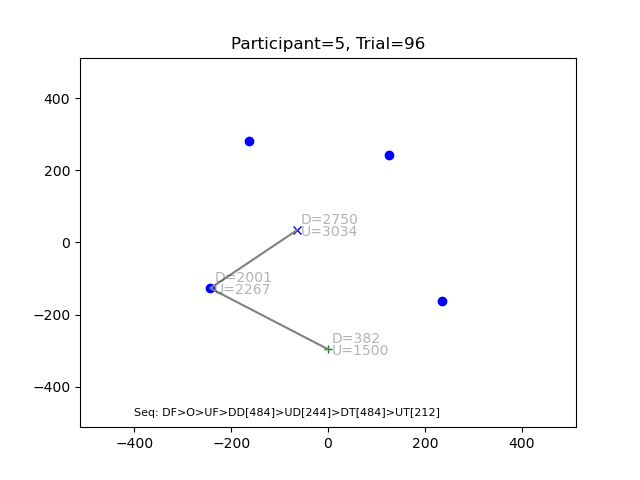 Participant=5, Trial=96
400
200
0
−200
−400
D=2750
U=3034
D=2001
U=2267
D=382
U=1500
Seq: DF>O>UF>DD[484]>UD[244]>DT[484]>UT[212]
−400 −200 0 200 400